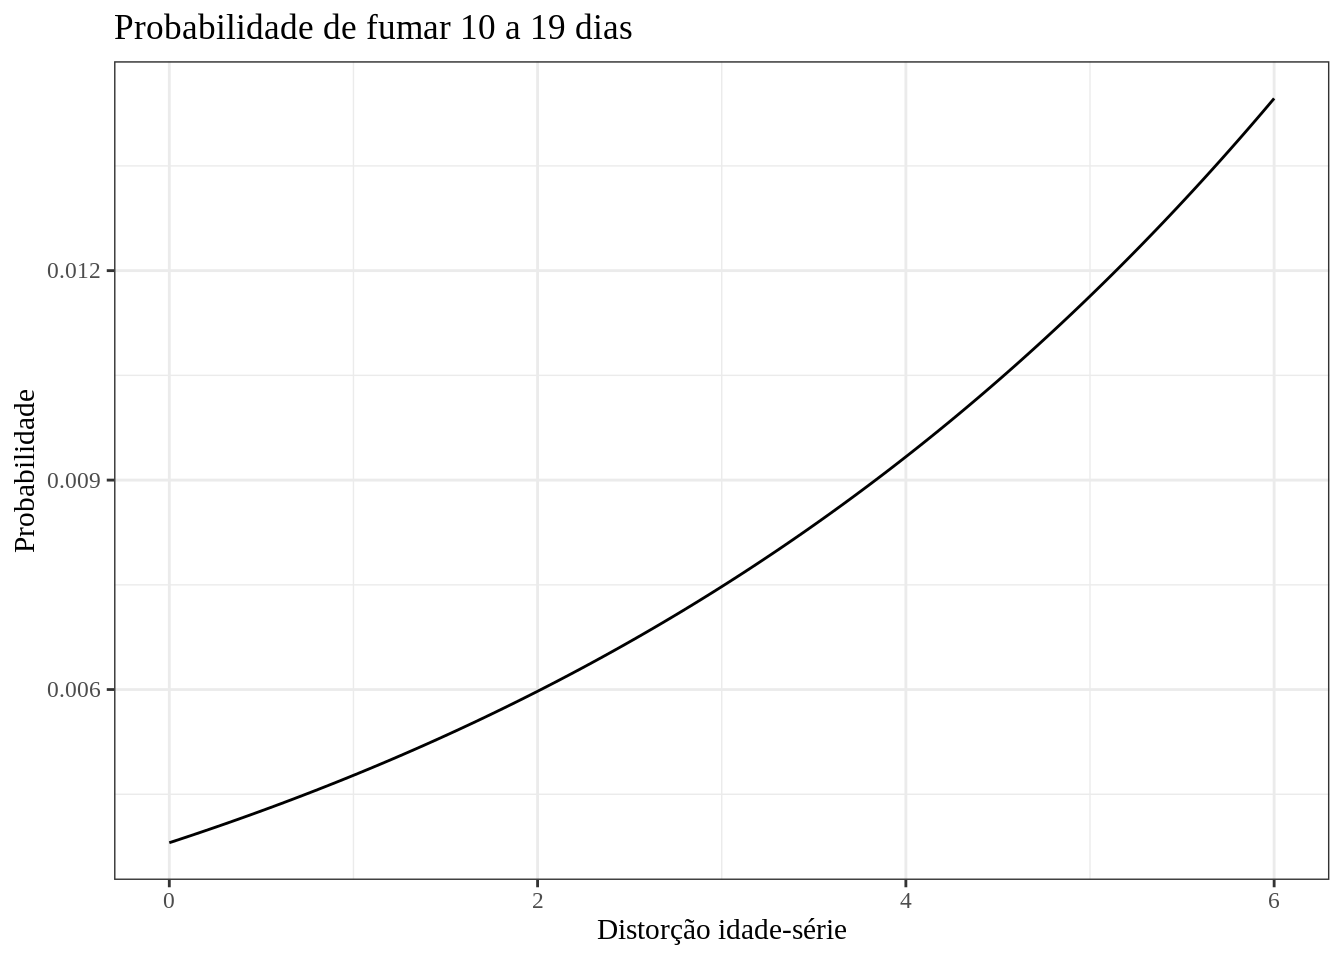 Probabilidade de fumar 10 a 19 dias
Probabilidade
0.012
0.009
0.006
0 2 4 6
Distorção idade-série